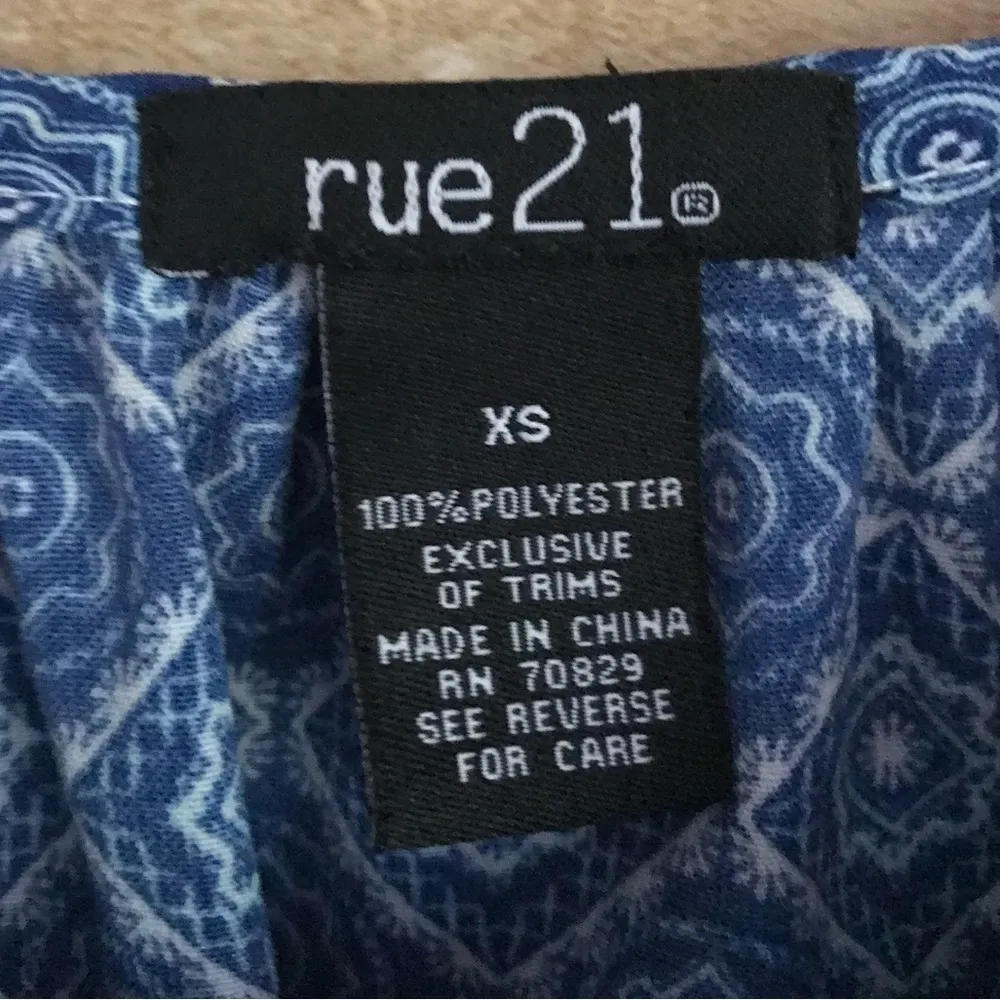 rue21®
XS
100%POLYESTER
EXCLUSIVE
OF TRIMS
MADE IN CHINA
RN 70829
SEE REVERSE
FOR CARE